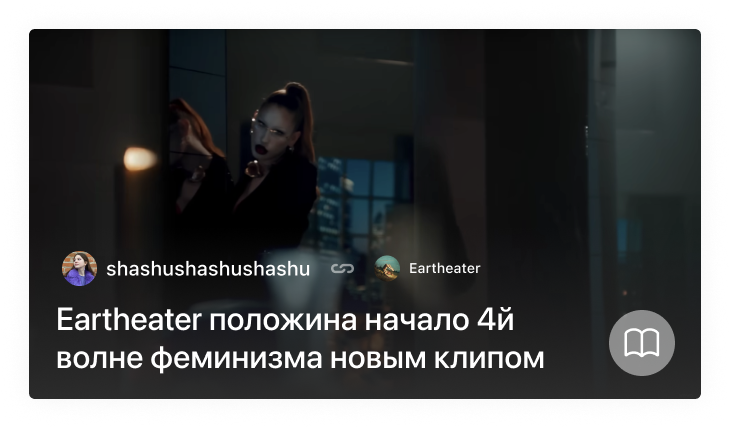 shashushashushashu Eartheater
Eartheater положина начало 4й
волне феминизма новым клипом